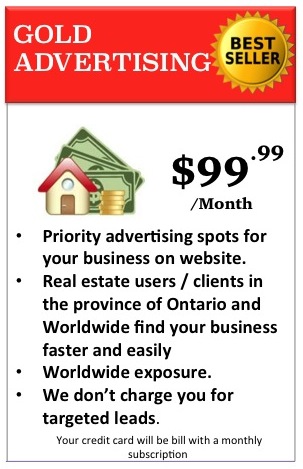 GOLD
ADVERTISING
BEST
SELLER
$99.99
/Month
• Priority advertising spots for
your business on website.
• Real estate users / clients in
the province of Ontario and
Worldwide find your business
faster and easily
• Worldwide exposure.
• We don't charge you for
targeted leads.
Your credit card will be bill with a monthly
subscription